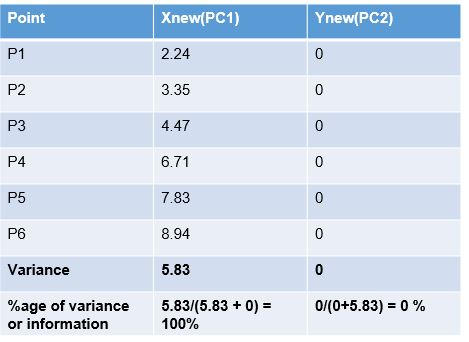 Point Xnew(PC1) Ynew(PC2)
P1 2.24 0
P2 3.35 0
P3 4.47 0
P4 6.71 0
P5 7.83 0
P6 8.94 0
Variance 5.83 0
%age of variance 5.83/(5.83 + 0) = 0/(0+5.83) = 0 %
or information 100%